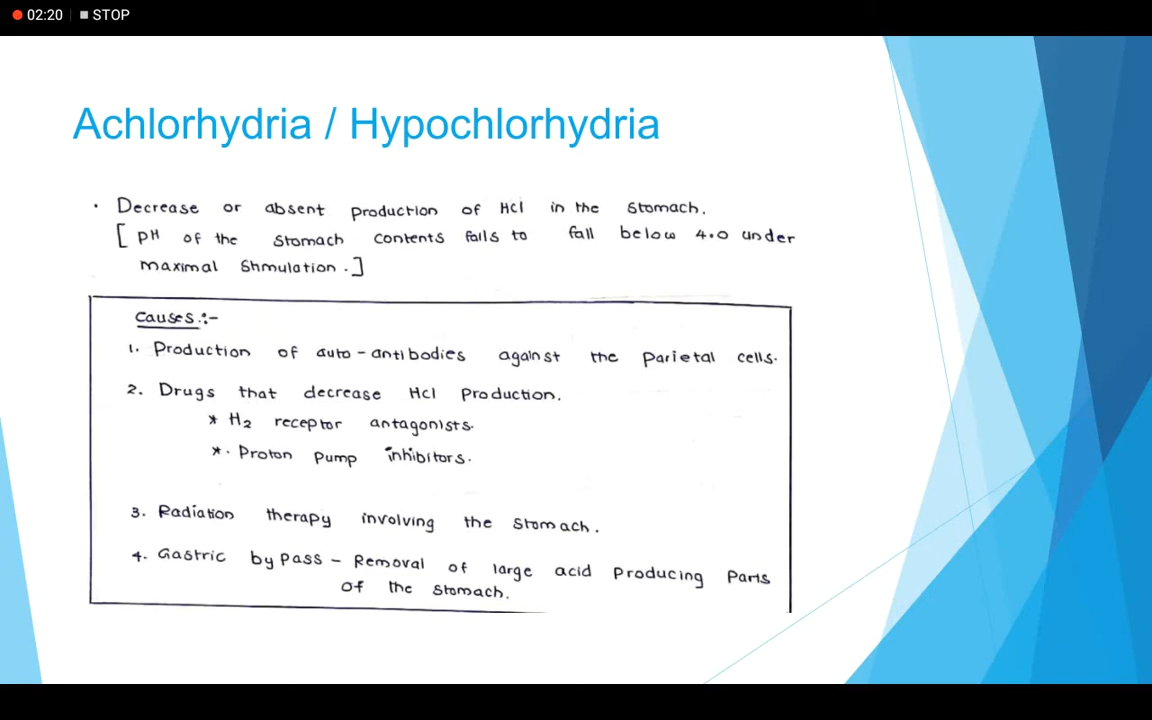 02:20 STOP
Achlorhydria / Hypochlorhydria
• Decrease or absent production of HCl in the stomach.
[ pH of the stomach contents fails to fall below 4.0 under
maximal Stimulation.]
Causes :-
1. Production of auto-antibodies against the parietal cells.
2. Drugs that decrease HCl production.
* H2 receptor antagonists.
*. Proton pump inhibitors.
3. Radiation therapy involving the stomach.
4. Gastric by pass - Removal of large acid producing parts
of the stomach.